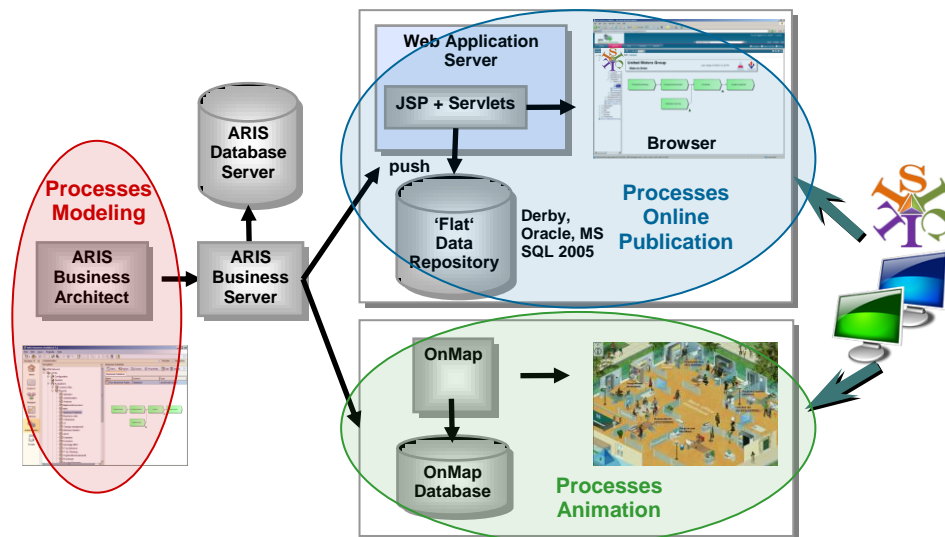 Web Application
Server
JSP + Servlets
Browser
push
'Flat'
Data
Repository
Derby,
Oracle, MS
SQL 2005
Processes
Online
Publication
ARIS
Database
Server
Processes
Modeling
ARIS
Business
Architect
ARIS
Business
Server
OnMap
OnMap
Database
Processes
Animation